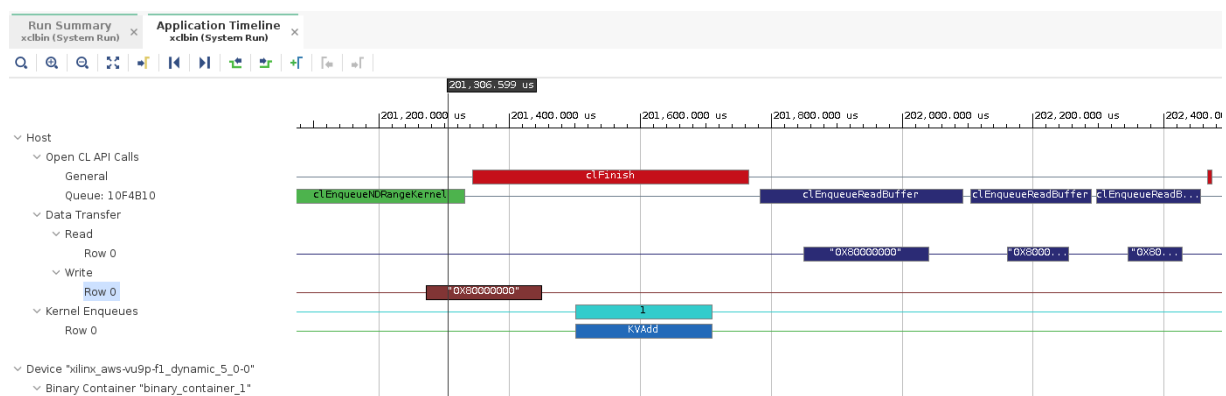 Run Summary × Application Timeline ×
xclbin (System Run) xclbin (System Run)
201,306.599 us
201,200.000 us 201,400.000 us 201,600.000 us 201,800.000 us 202,000.000 us 202,200.000 us 202,400.0
Host
Open CL API Calls
General clFinish
Queue: 10F4B10 clEnqueueNDRangeKernel clEnqueueReadBuffer clEnqueueReadBuffer clEnqueueReadB...
Data Transfer
Read
Row 0 "0X80000000" "0X8000... "0X80...
Write
Row 0 "0X80000000"
Kernel Enqueues 1
Row 0 KVAdd
Device "xilinx_aws-vu9p-f1_dynamic_5_0-0"
Binary Container "binary_container_1"